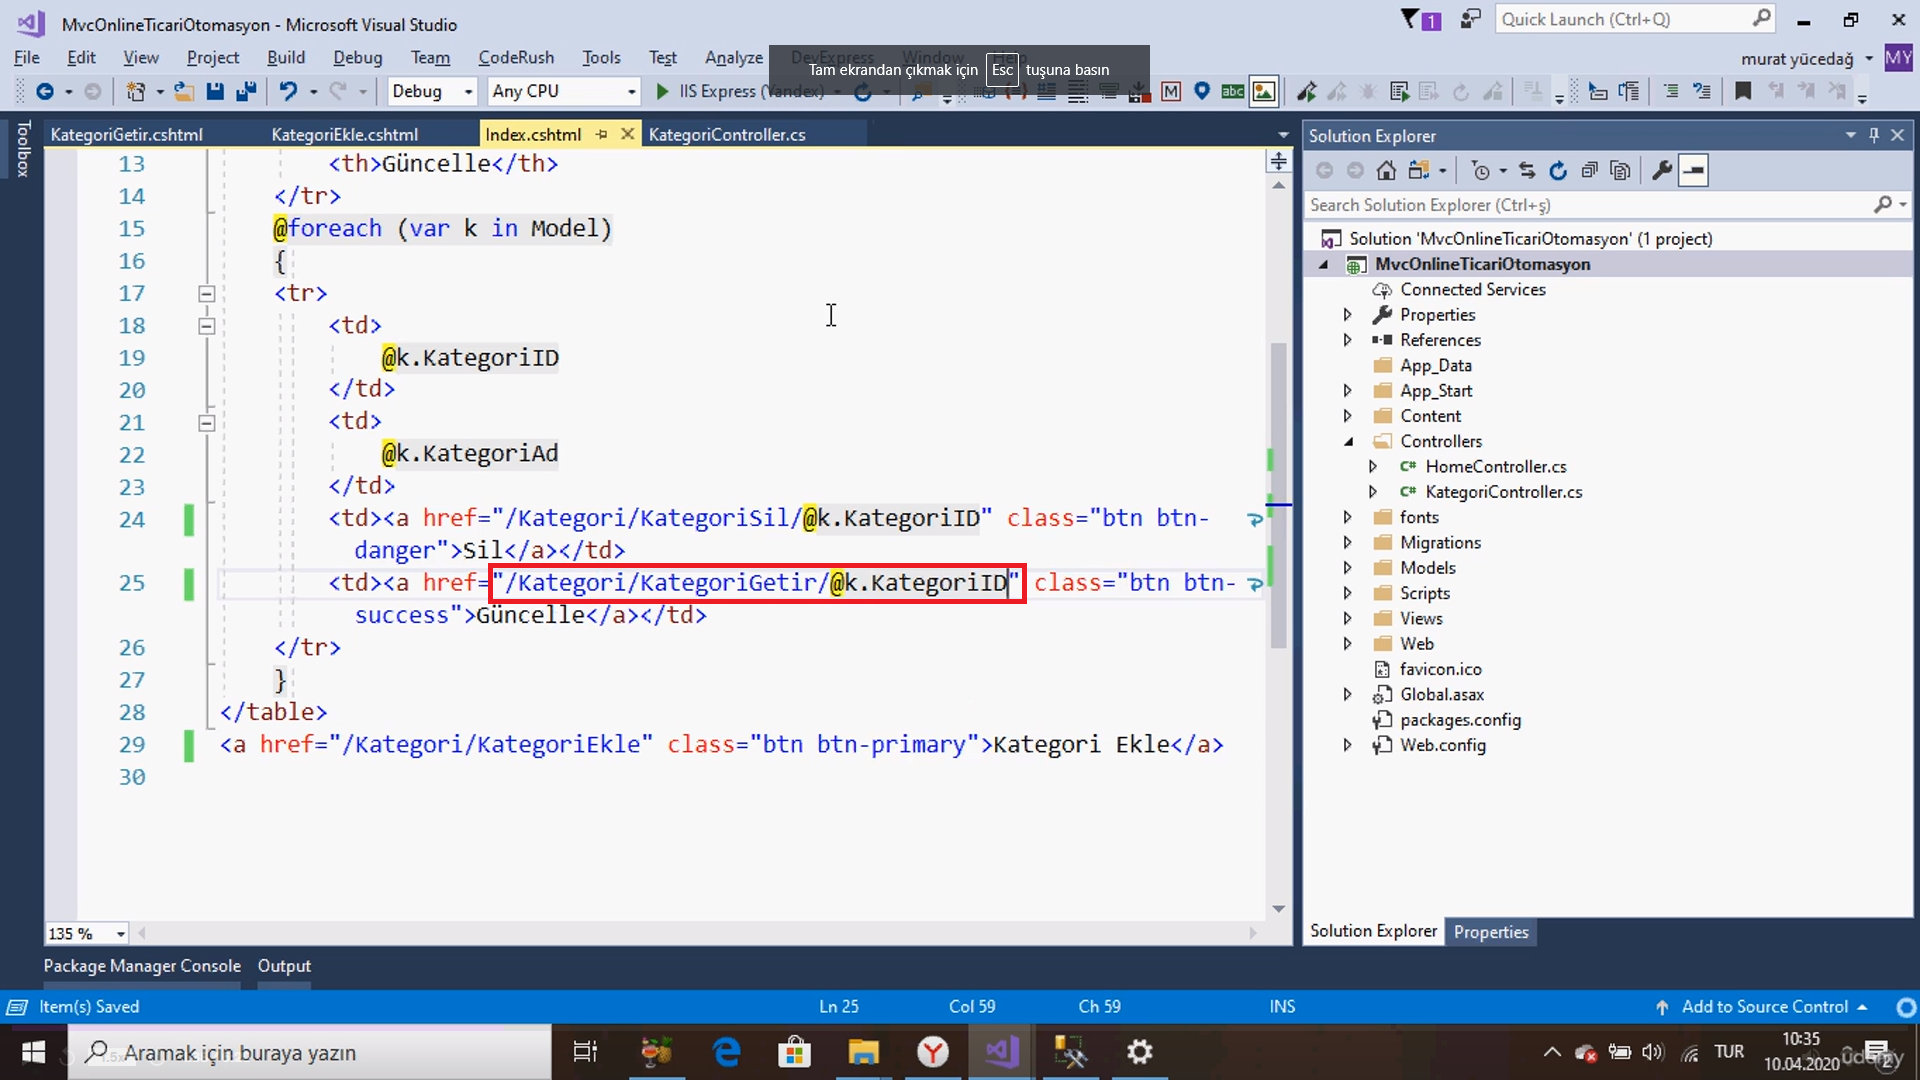 MvcOnlineTicariOtomasyon - Microsoft Visual Studio
1
Quick Launch (Ctrl+Q)
File Edit View Project Build Debug Team CodeRush Tools Test Analyze DevExpress Window Help
murat yücedağ MY
Tam ekrandan çıkmak için Esc tuşuna basın
Debug Any CPU IIS Express (Yandex)
Toolbox
KategoriGetir.cshtml KategoriEkle.cshtml Index.cshtml KategoriController.cs
13 <th>Güncelle</th>
14 </tr>
15 @foreach (var k in Model)
16 {
17 <tr>
18 <td>
19 @k.KategoriID
20 </td>
21 <td>
22 @k.KategoriAd
23 </td>
24 <td><a href="/Kategori/KategoriSil/@k.KategoriID" class="btn btn-
danger">Sil</a></td>
25 <td><a href="/Kategori/KategoriGetir/@k.KategoriID" class="btn btn-
success">Güncelle</a></td>
26 </tr>
27 }
28 </table>
29 <a href="/Kategori/KategoriEkle" class="btn btn-primary">Kategori Ekle</a>
30
135 %
Solution Explorer
Search Solution Explorer (Ctrl+ş)
Solution 'MvcOnlineTicariOtomasyon' (1 project)
MvcOnlineTicariOtomasyon
Connected Services
Properties
References
App_Data
App_Start
Content
Controllers
C# HomeController.cs
C# KategoriController.cs
fonts
Migrations
Models
Scripts
Views
Web
favicon.ico
Global.asax
packages.config
Web.config
Solution Explorer Properties
Package Manager Console Output
Item(s) Saved Ln 25 Col 59 Ch 59 INS Add to Source Control
Aramak için buraya yazın
1.5x
TUR
10:35
10.04.2020
udemy
2